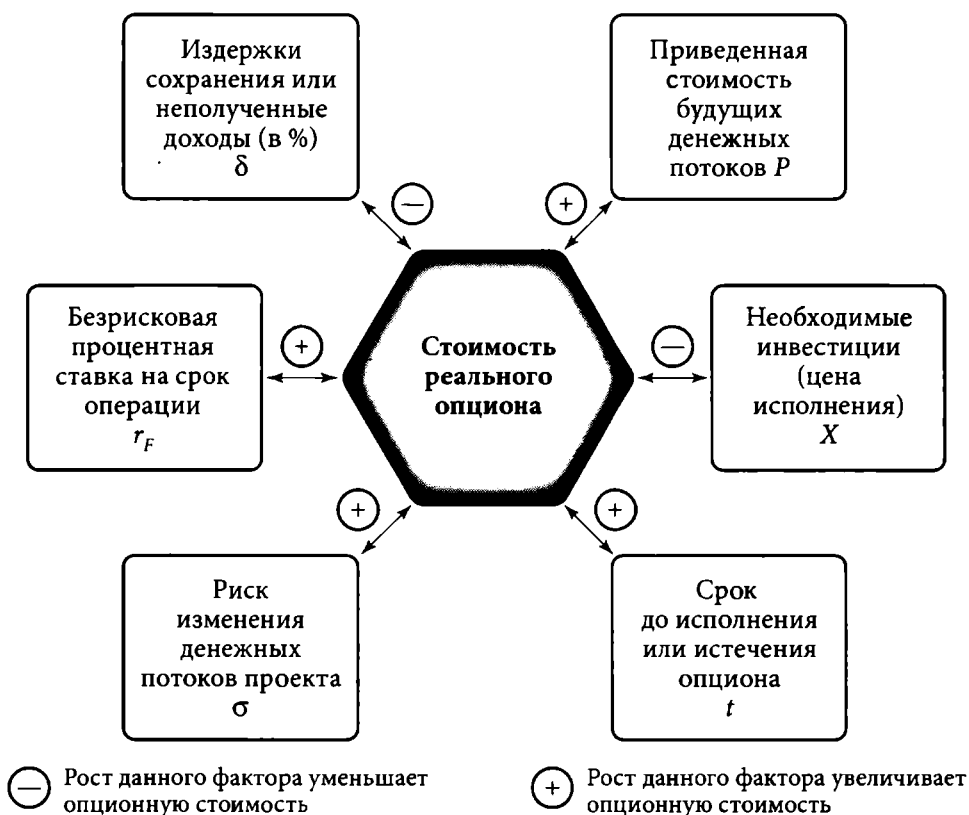 Издержки
сохранения или
неполученные
доходы (в %)
δ
Приведенная
стоимость
будущих
денежных
потоков P
−
+
Безрисковая
процентная
ставка на срок
операции
r_F
+
Стоимость
реального
опциона
−
Необходимые
инвестиции
(цена
исполнения)
X
+
+
Риск
изменения
денежных
потоков проекта
σ
Срок
до исполнения
или истечения
опциона
t
− Рост данного фактора уменьшает
опционную стоимость
+ Рост данного фактора увеличивает
опционную стоимость